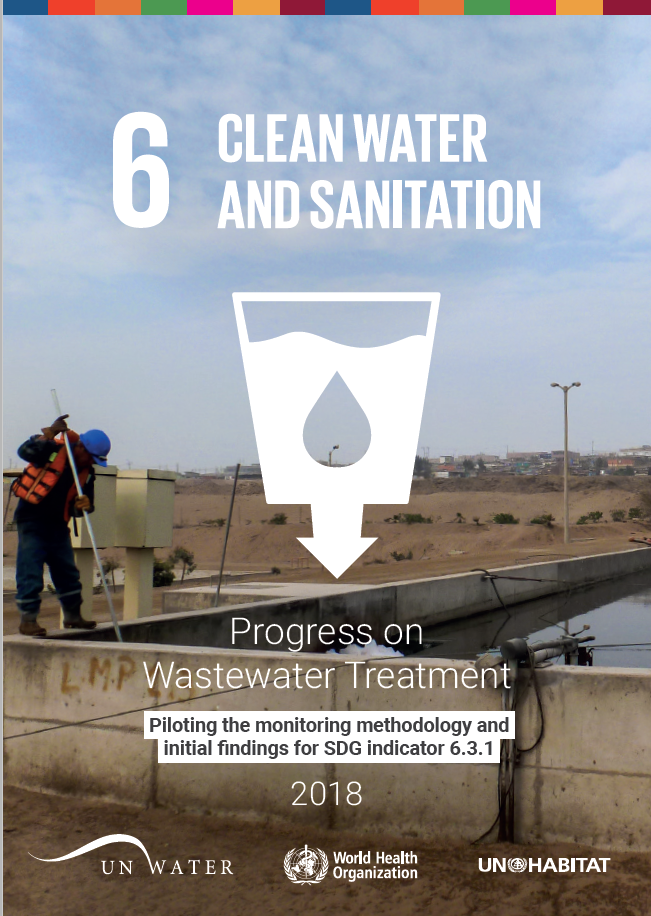 6
CLEAN WATER
AND SANITATION
L.M.P
Progress on
Wastewater Treatment
Piloting the monitoring methodology and
initial findings for SDG indicator 6.3.1
2018
UN WATER
World Health
Organization
UN HABITAT